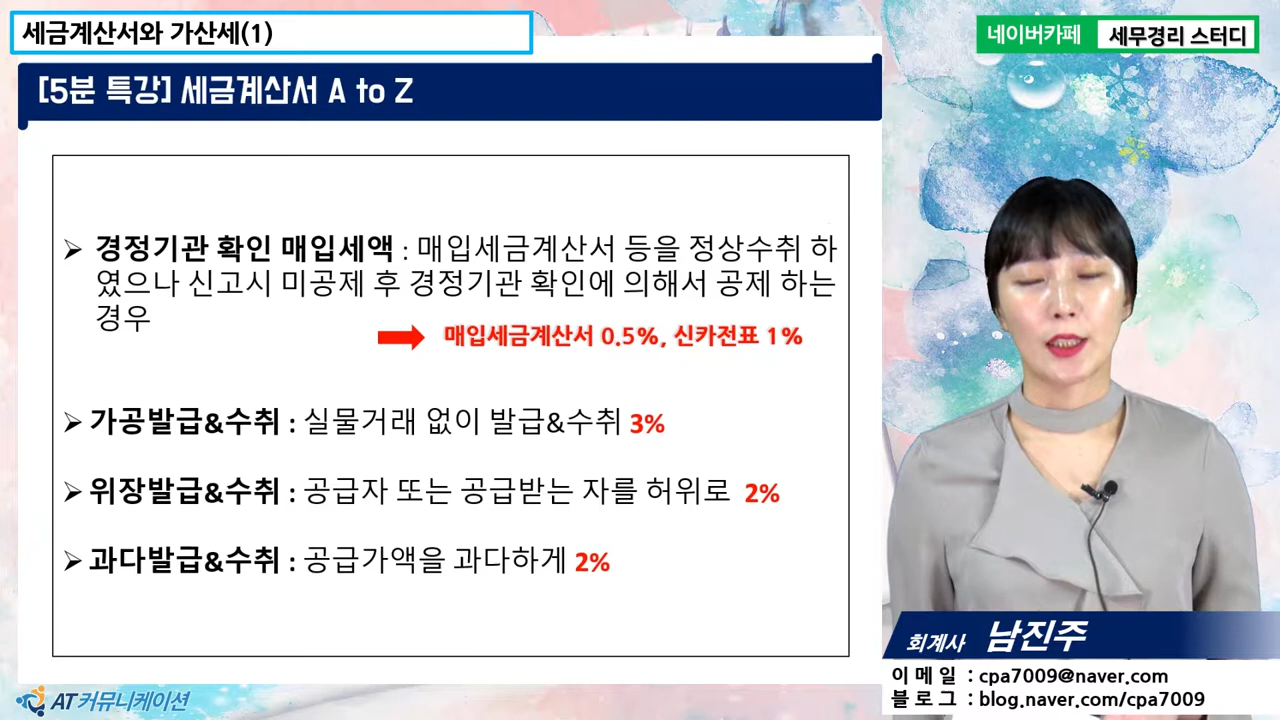 세금계산서와 가산세(1)
네이버카페 세무경리 스터디
[5분 특강] 세금계산서 A to Z
➢ 경정기관 확인 매입세액 : 매입세금계산서 등을 정상수취 하
였으나 신고시 미공제 후 경정기관 확인에 의해서 공제 하는
경우
매입세금계산서 0.5%, 신카전표 1%
➢ 가공발급&수취 : 실물거래 없이 발급&수취 3%
➢ 위장발급&수취 : 공급자 또는 공급받는 자를 허위로 2%
➢ 과다발급&수취 : 공급가액을 과다하게 2%
회계사 남진주
이 메 일 : cpa7009@naver.com
블 로 그 : blog.naver.com/cpa7009
AT커뮤니케이션